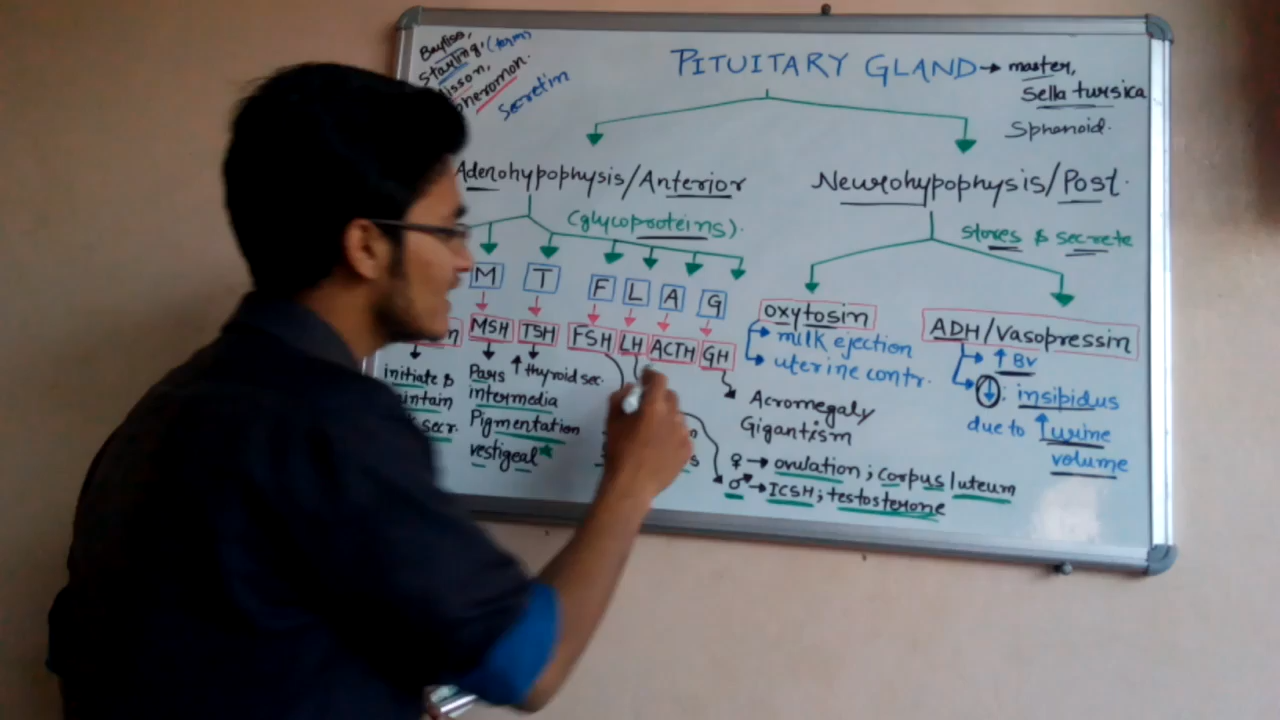 Bayliss,
Starling, (term)
Secretin
PITUITARY GLAND → master,
Sella tursica
Sphenoid.
Adenohypophysis/Anterior
(glycoproteins).
M T F L A G
MSH TSH FSH LH ACTH GH
initiate &
secr.
Pars
intermedia
Pigmentation
vestigeal*
↑ thyroid sec.
Acromegaly
Gigantism
♀ → ovulation ; corpus luteum
♂ → ICSH ; testosterone
Neurohypophysis/Post.
stores & secrete
oxytosin
milk ejection
uterine contr.
ADH/Vasopressin
↑ BV
↓ : insipidus
due to ↑ urine
volume